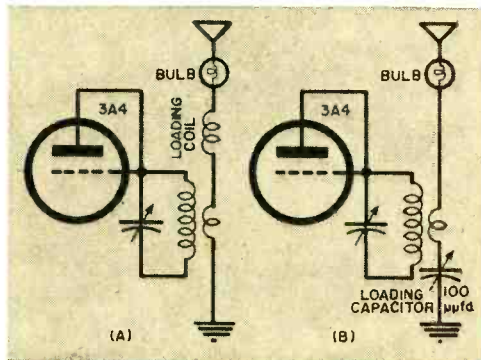 BULB
3A4
LOADING
COIL
(A)
BULB
3A4
LOADING
CAPACITOR
100
µµfd.
(B)